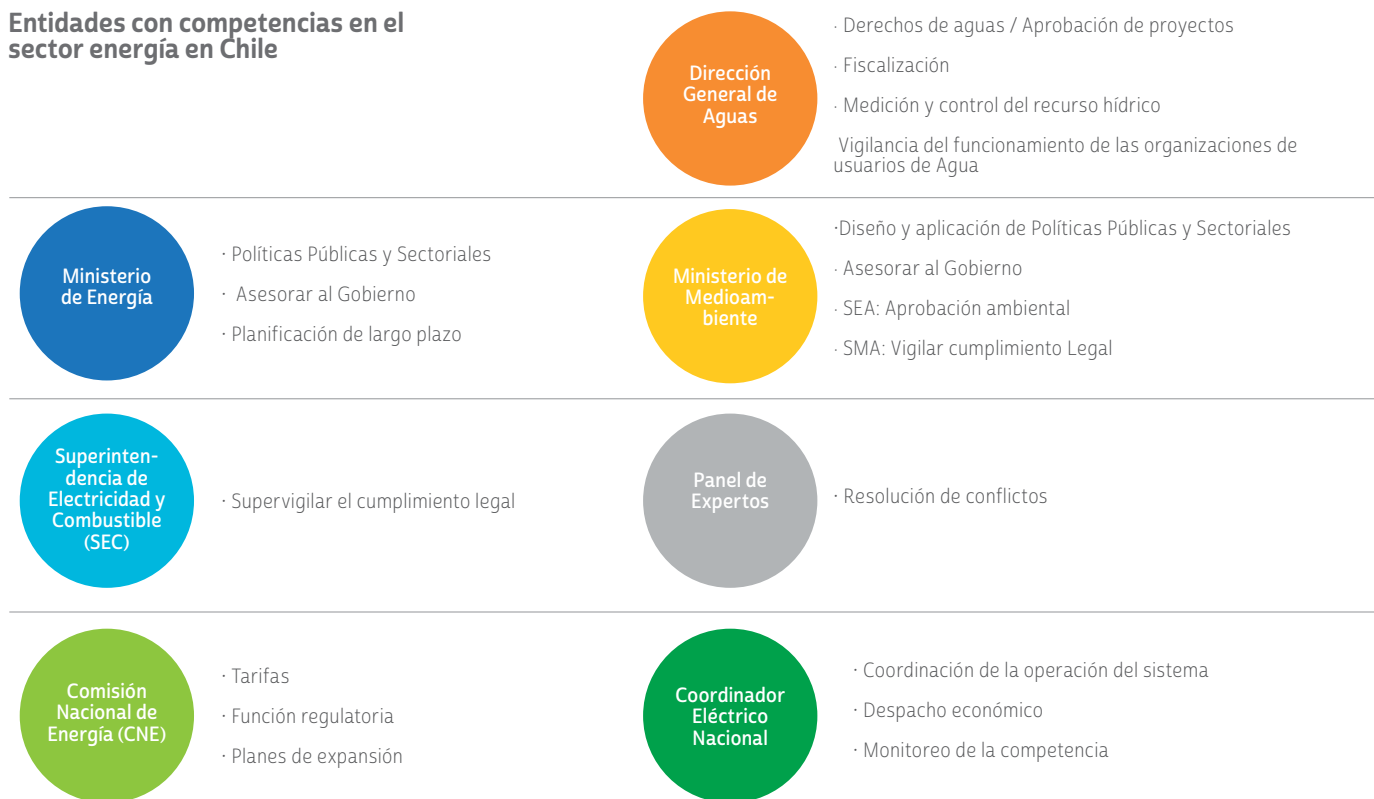 Entidades con competencias en el
sector energía en Chile
Dirección
General de
Aguas
· Derechos de aguas / Aprobación de proyectos
· Fiscalización
· Medición y control del recurso hídrico
Vigilancia del funcionamiento de las organizaciones de
usuarios de Agua
Ministerio
de Energía
· Políticas Públicas y Sectoriales
· Asesorar al Gobierno
· Planificación de largo plazo
Ministerio de
Medioam-
biente
·Diseño y aplicación de Políticas Públicas y Sectoriales
· Asesorar al Gobierno
· SEA: Aprobación ambiental
· SMA: Vigilar cumplimiento Legal
Superinten-
dencia de
Electricidad y
Combustible
(SEC)
· Supervigilar el cumplimiento legal
Panel de
Expertos
· Resolución de conflictos
Comisión
Nacional de
Energía (CNE)
· Tarifas
· Función regulatoria
· Planes de expansión
Coordinador
Eléctrico
Nacional
· Coordinación de la operación del sistema
· Despacho económico
· Monitoreo de la competencia